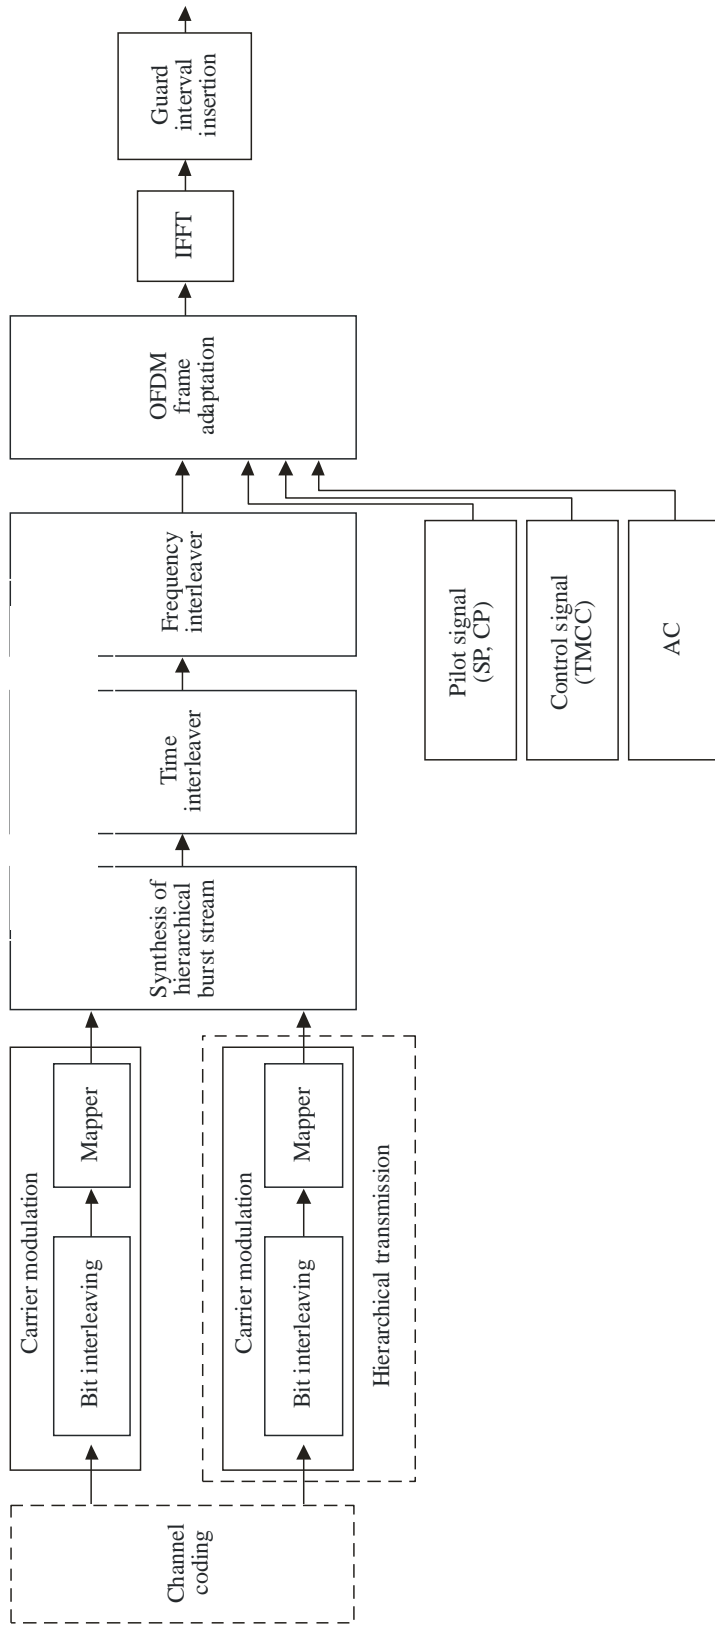 Channel
coding
Carrier modulation
Bit interleaving
Mapper
Carrier modulation
Bit interleaving
Mapper
Hierarchical transmission
Synthesis of
hierarchical
burst stream
Time
interleaver
Frequency
interleaver
OFDM
frame
adaptation
IFFT
Guard
interval
insertion
Pilot signal
(SP, CP)
Control signal
(TMCC)
AC